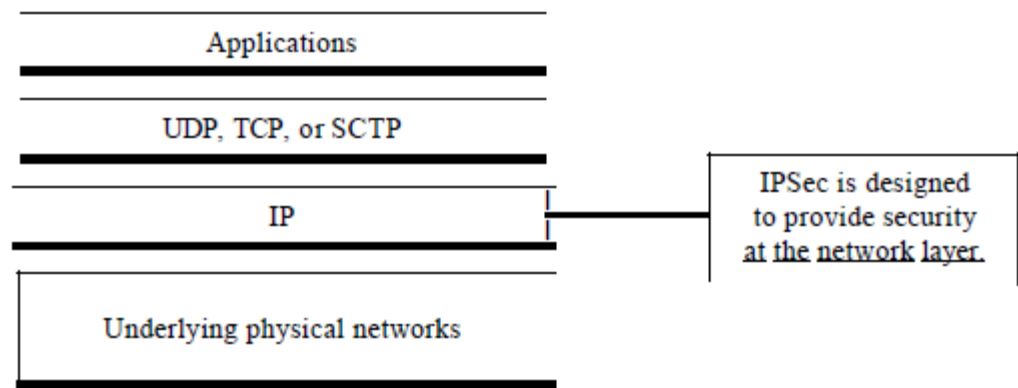 Applications
UDP, TCP, or SCTP
IP
IPSec is designed
to provide security
at the network layer.
Underlying physical networks